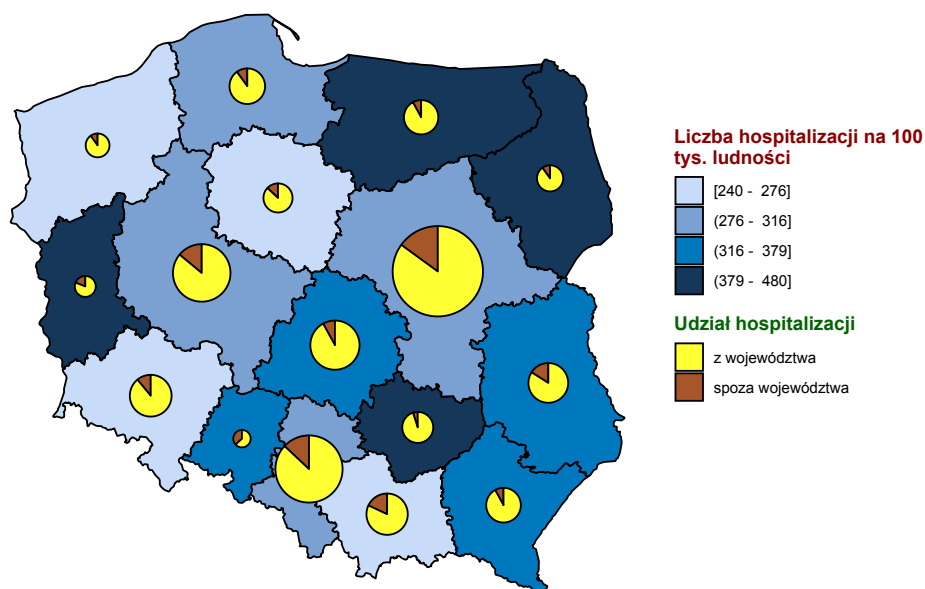 Liczba hospitalizacji na 100
tys. ludności
[240 - 276]
(276 - 316]
(316 - 379]
(379 - 480]
Udział hospitalizacji
z województwa
spoza województwa